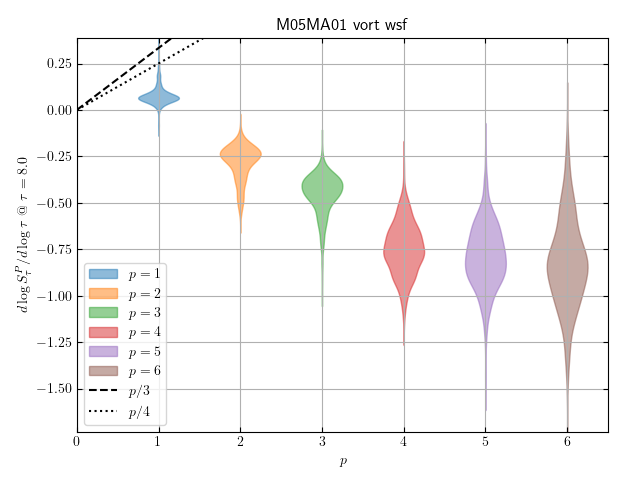 M05MA01 vort wsf
d log S_τ^p / d log τ @ τ = 8.0
0.25
0.00
−0.25
−0.50
−0.75
−1.00
−1.25
−1.50
p = 1
p = 2
p = 3
p = 4
p = 5
p = 6
p/3
p/4
0 1 2 3 4 5 6
p